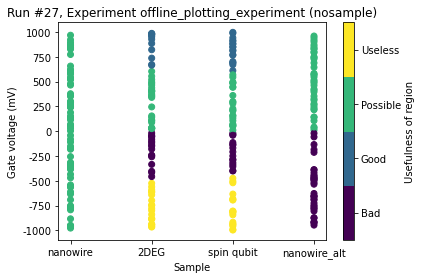 Run #27, Experiment offline_plotting_experiment (nosample)
1000
750
500
250
0
-250
-500
-750
-1000
Gate voltage (mV)
nanowire
2DEG
spin qubit
nanowire_alt
Sample
Useless
Possible
Good
Bad
Usefulness of region